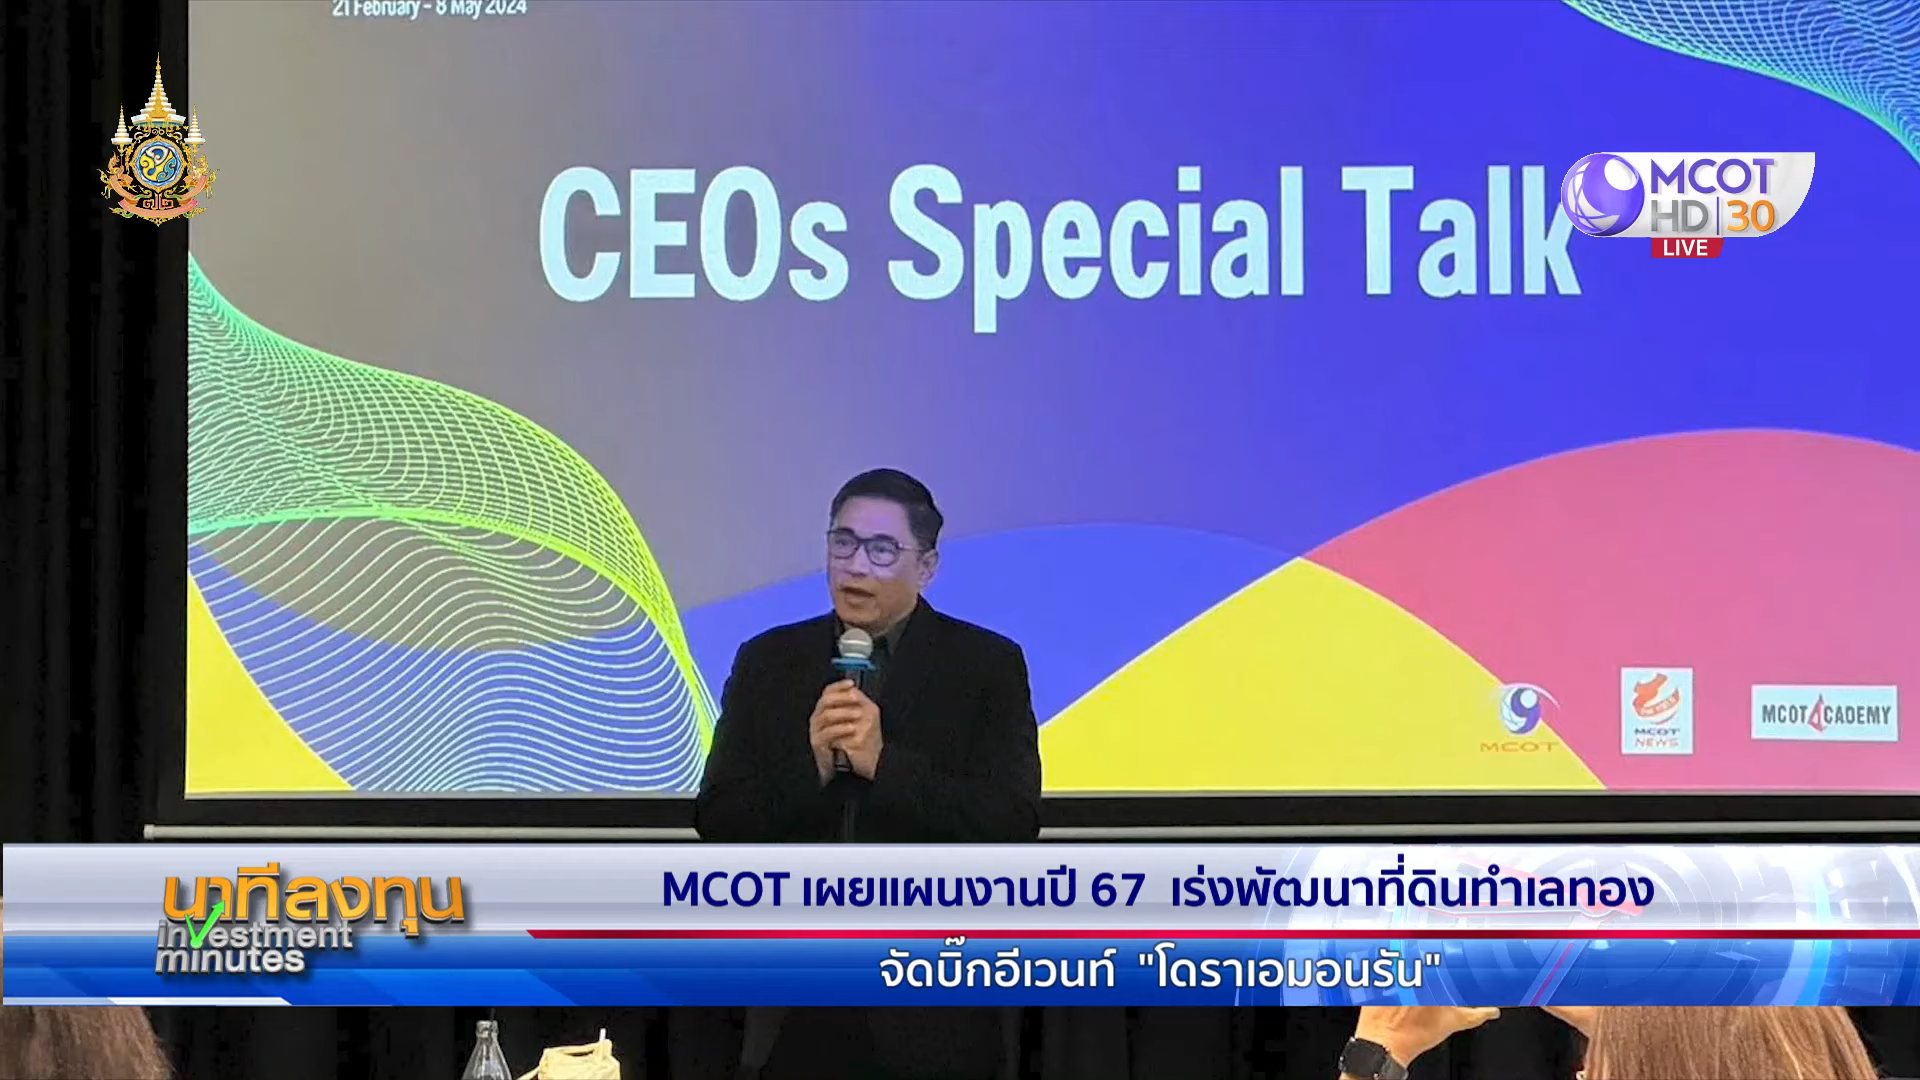 21 February - 8 May 2024
CEOs Special Talk
MCOT
HD 30
LIVE
MCOT
MCOT
NEWS
MCOT ACADEMY
นาทีลงทุน
investment
minutes
MCOT เผยแผนงานปี 67 เร่งพัฒนาที่ดินทำเลทอง
จัดบิ๊กอีเวนท์ "โดราเอมอนรัน"